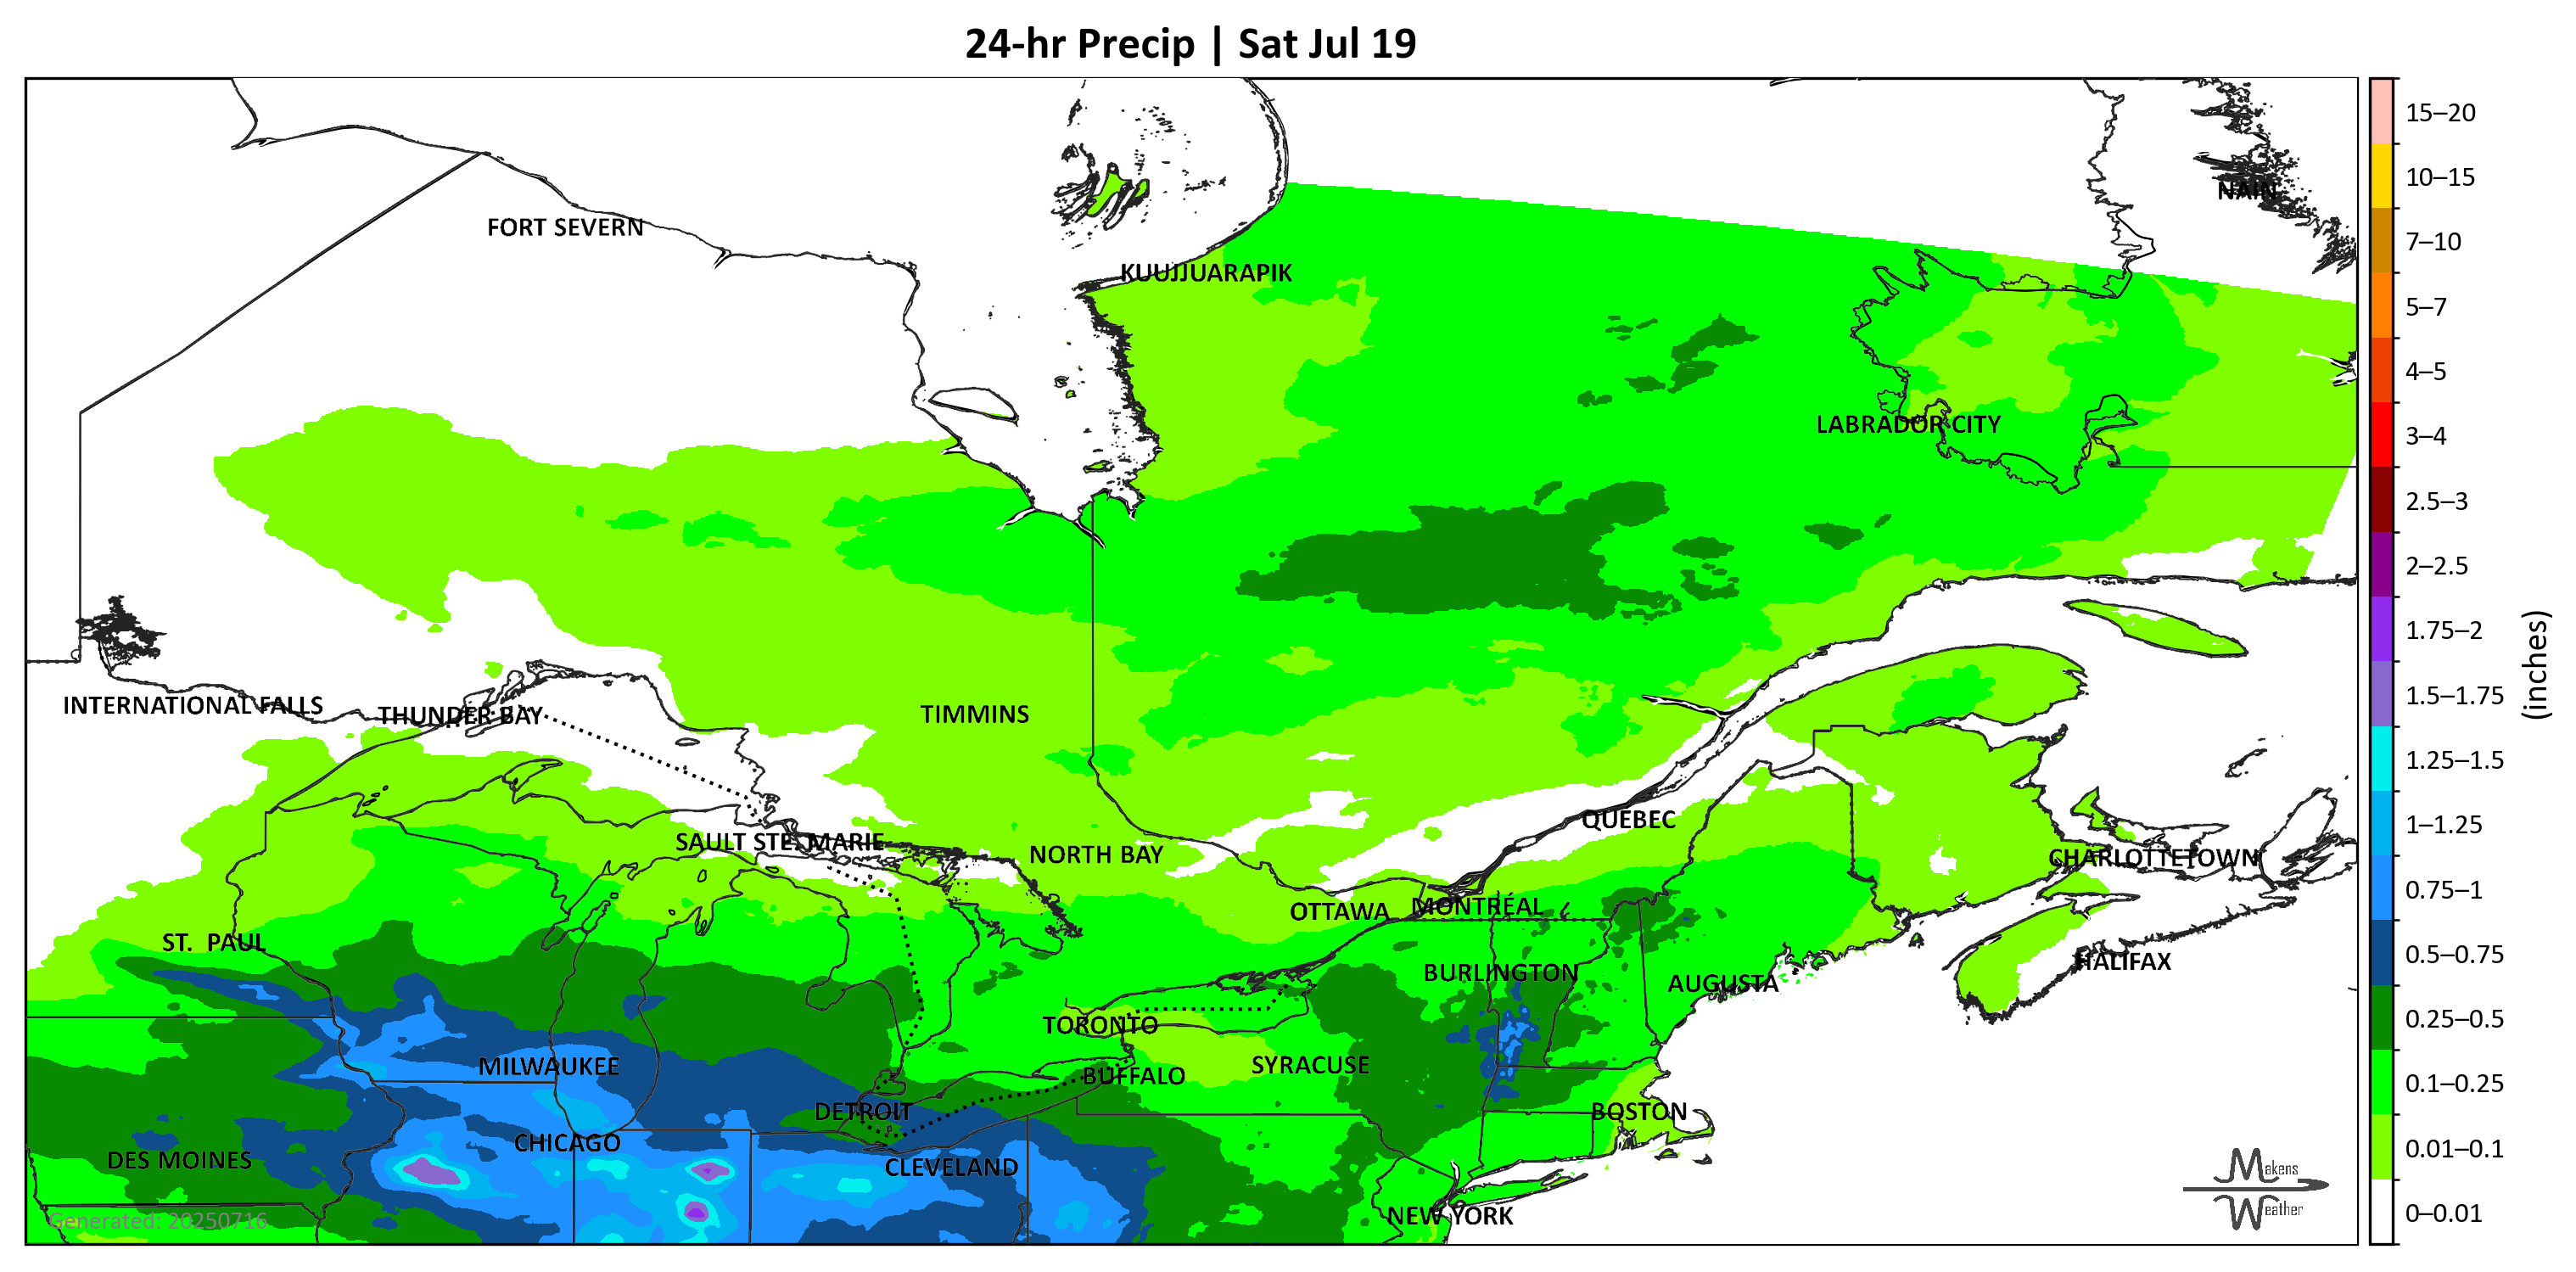 24-hr Precip | Sat Jul 19
15–20
10–15
7–10
5–7
4–5
3–4
2.5–3
2–2.5
1.75–2
1.5–1.75
1.25–1.5
1–1.25
0.75–1
0.5–0.75
0.25–0.5
0.1–0.25
0.01–0.1
0–0.01
(inches)
NAIN
FORT SEVERN
KUUJJUARAPIK
LABRADOR CITY
INTERNATIONAL FALLS
THUNDER BAY
TIMMINS
QUEBEC
SAULT STE. MARIE
NORTH BAY
CHARLOTTETOWN
OTTAWA
MONTRÉAL
ST. PAUL
HALIFAX
BURLINGTON
AUGUSTA
TORONTO
MILWAUKEE
SYRACUSE
BUFFALO
DETROIT
BOSTON
CHICAGO
DES MOINES
CLEVELAND
NEW YORK
Generated: 20250716
Makens
Weather